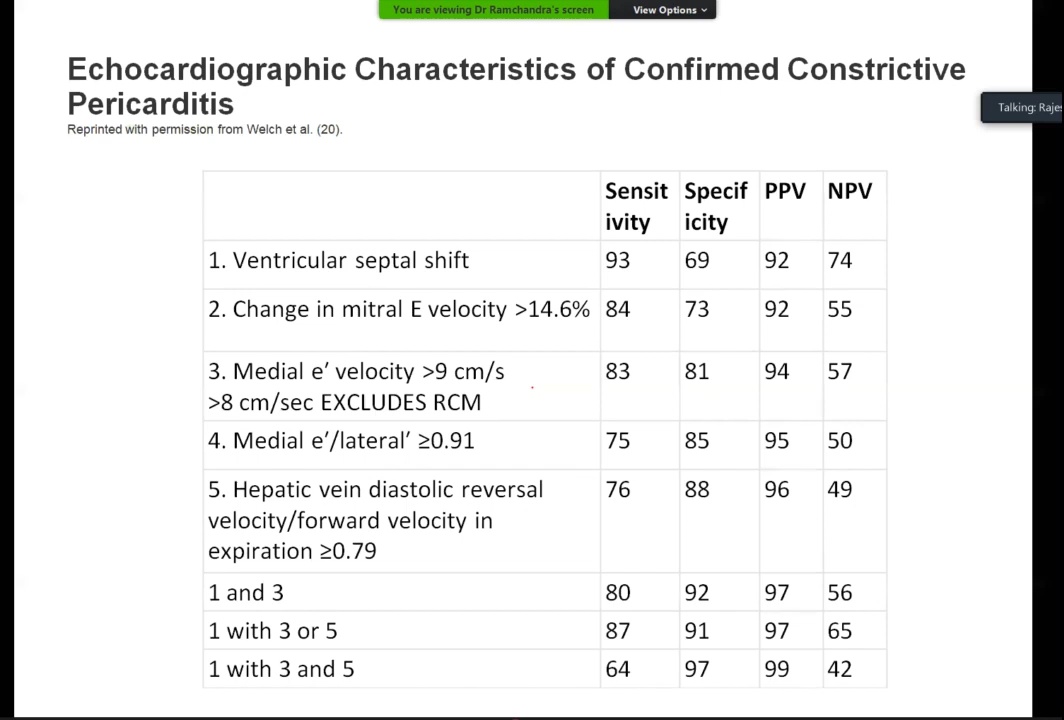 You are viewing Dr Ramchandra's screen
View Options
Echocardiographic Characteristics of Confirmed Constrictive
Pericarditis
Reprinted with permission from Welch et al. (20).
Talking: Rajes
Sensit Specif PPV NPV
ivity icity
1. Ventricular septal shift 93 69 92 74
2. Change in mitral E velocity >14.6% 84 73 92 55
3. Medial e′ velocity >9 cm/s 83 81 94 57
>8 cm/sec EXCLUDES RCM
4. Medial e′/lateral′ ≥0.91 75 85 95 50
5. Hepatic vein diastolic reversal 76 88 96 49
velocity/forward velocity in
expiration ≥0.79
1 and 3 80 92 97 56
1 with 3 or 5 87 91 97 65
1 with 3 and 5 64 97 99 42